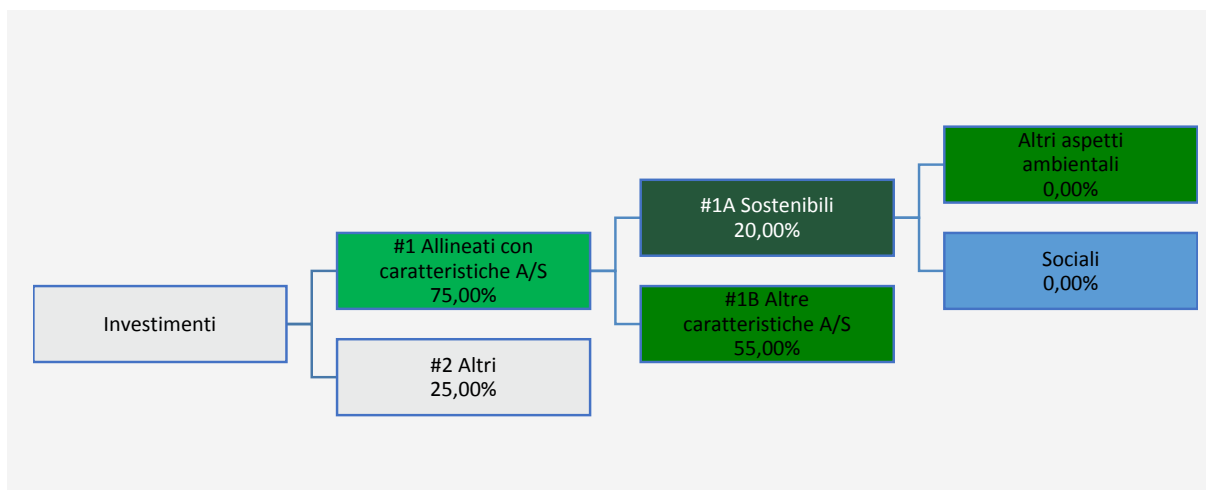 Investimenti
#1 Allineati con
caratteristiche A/S
75,00%
#2 Altri
25,00%
#1A Sostenibili
20,00%
#1B Altre
caratteristiche A/S
55,00%
Altri aspetti
ambientali
0,00%
Sociali
0,00%